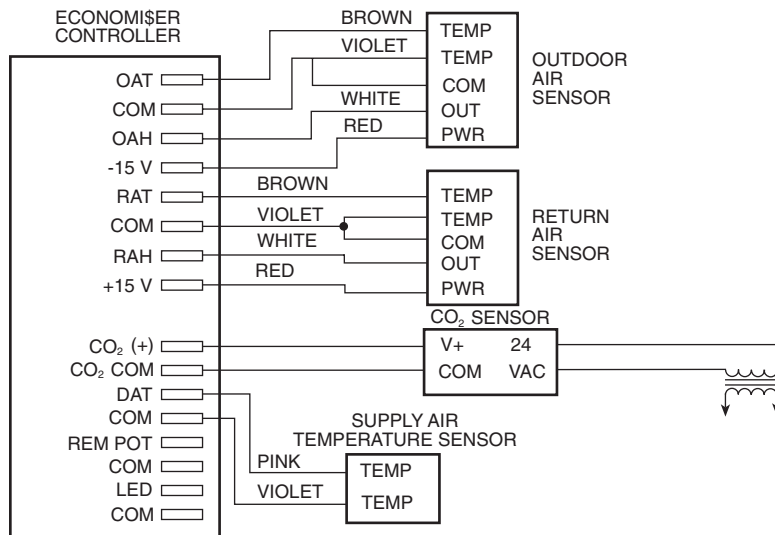 ECONOMI$ER
CONTROLLER
OAT
COM
OAH
-15 V
RAT
COM
RAH
+15 V
CO₂ (+)
CO₂ COM
DAT
COM
REM POT
COM
LED
COM
BROWN
VIOLET
WHITE
RED
TEMP
TEMP
COM
OUT
PWR
OUTDOOR
AIR
SENSOR
BROWN
VIOLET
WHITE
RED
TEMP
TEMP
COM
OUT
PWR
RETURN
AIR
SENSOR
CO₂ SENSOR
V+ 24
COM VAC
SUPPLY AIR
TEMPERATURE SENSOR
PINK
VIOLET
TEMP
TEMP